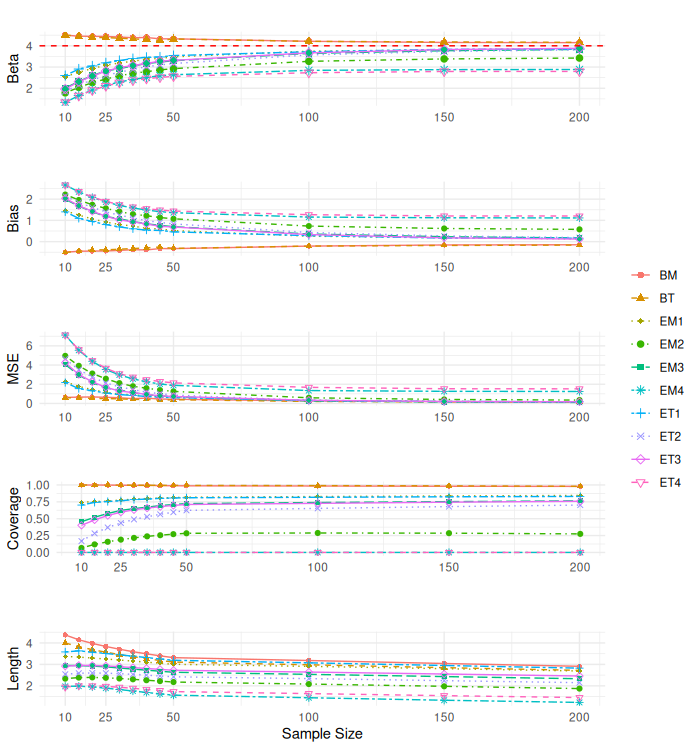 Beta
4
3
2
10 25 50 100 150 200
Bias
2
1
0
10 25 50 100 150 200
MSE
6
4
2
0
10 25 50 100 150 200
Coverage
1.00
0.75
0.50
0.25
0.00
10 25 50 100 150 200
Length
4
3
2
10 25 50 100 150 200
Sample Size
BM
BT
EM1
EM2
EM3
EM4
ET1
ET2
ET3
ET4